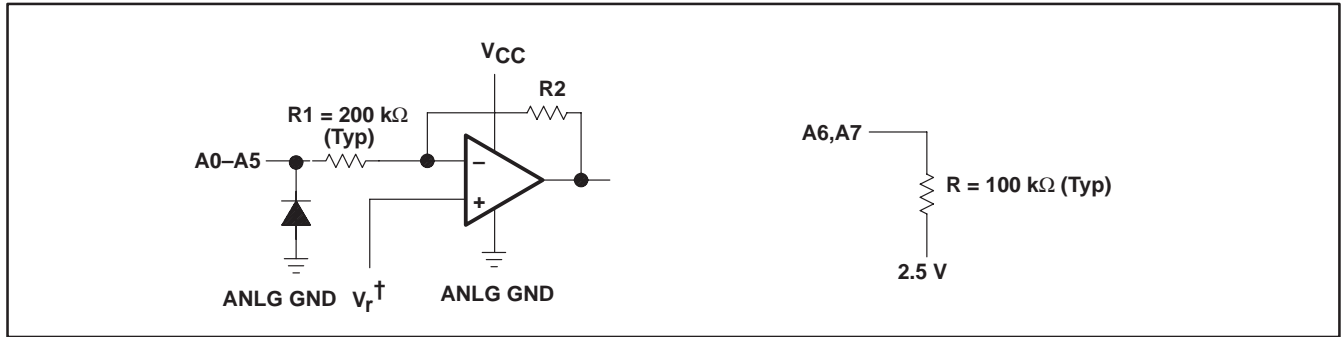 VCC
R2
R1 = 200 kΩ
(Typ)
A0–A5
–
+
ANLG GND
Vr†
ANLG GND
A6,A7
R = 100 kΩ (Typ)
2.5 V